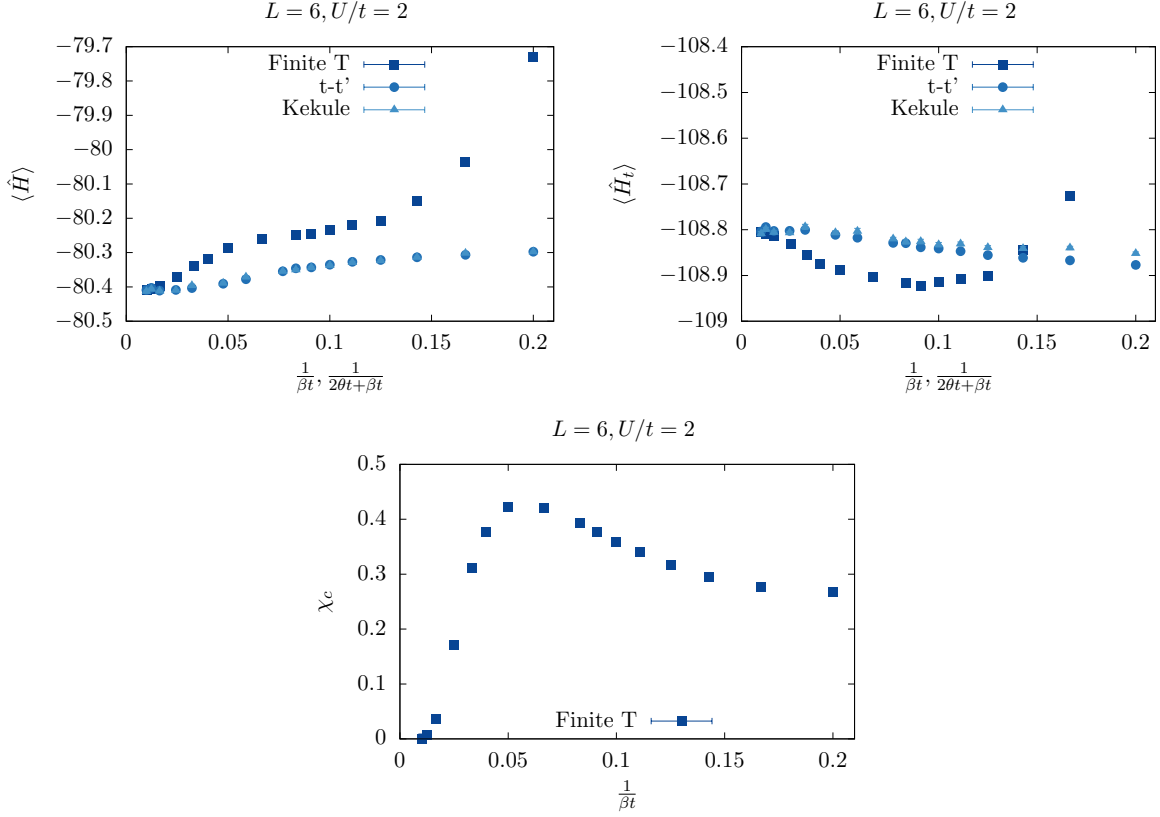 L = 6, U/t = 2
⟨Ĥ⟩
−79.7
−79.8
−79.9
−80
−80.1
−80.2
−80.3
−80.4
−80.5
Finite T
t-t'
Kekule
0 0.05 0.1 0.15 0.2
1/βt, 1/(2θt+βt)
L = 6, U/t = 2
⟨Ĥ_t⟩
−108.4
−108.5
−108.6
−108.7
−108.8
−108.9
−109
Finite T
t-t'
Kekule
0 0.05 0.1 0.15 0.2
1/βt, 1/(2θt+βt)
L = 6, U/t = 2
χ_c
0.5
0.4
0.3
0.2
0.1
0
Finite T
0 0.05 0.1 0.15 0.2
1/βt